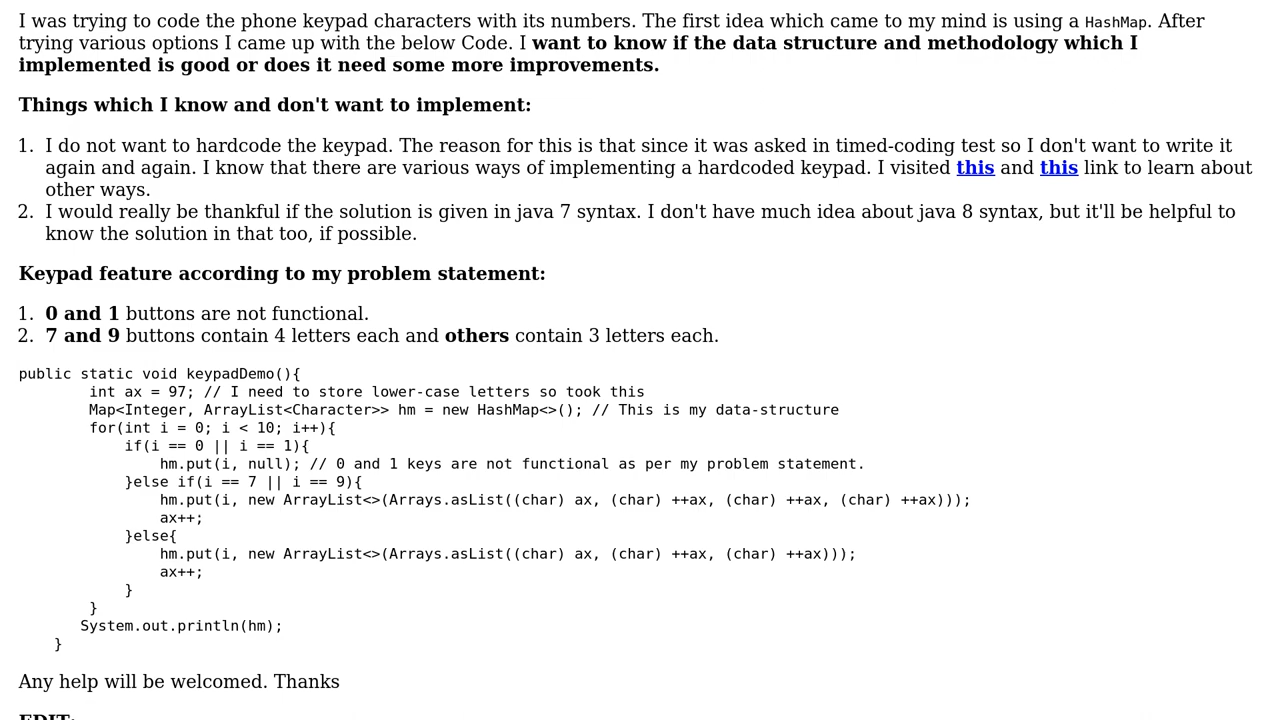 I was trying to code the phone keypad characters with its numbers. The first idea which came to my mind is using a HashMap. After
trying various options I came up with the below Code. I want to know if the data structure and methodology which I
implemented is good or does it need some more improvements.
Things which I know and don't want to implement:
1. I do not want to hardcode the keypad. The reason for this is that since it was asked in timed-coding test so I don't want to write it
again and again. I know that there are various ways of implementing a hardcoded keypad. I visited this and this link to learn about
other ways.
2. I would really be thankful if the solution is given in java 7 syntax. I don't have much idea about java 8 syntax, but it'll be helpful to
know the solution in that too, if possible.
Keypad feature according to my problem statement:
1. 0 and 1 buttons are not functional.
2. 7 and 9 buttons contain 4 letters each and others contain 3 letters each.
public static void keypadDemo(){
        int ax = 97; // I need to store lower-case letters so took this
        Map<Integer, ArrayList<Character>> hm = new HashMap<>(); // This is my data-structure
        for(int i = 0; i < 10; i++){
            if(i == 0 || i == 1){
                hm.put(i, null); // 0 and 1 keys are not functional as per my problem statement.
            }else if(i == 7 || i == 9){
                hm.put(i, new ArrayList<>(Arrays.asList((char) ax, (char) ++ax, (char) ++ax, (char) ++ax)));
                ax++;
            }else{
                hm.put(i, new ArrayList<>(Arrays.asList((char) ax, (char) ++ax, (char) ++ax)));
                ax++;
            }
        }
       System.out.println(hm);
    }
Any help will be welcomed. Thanks
EDIT: